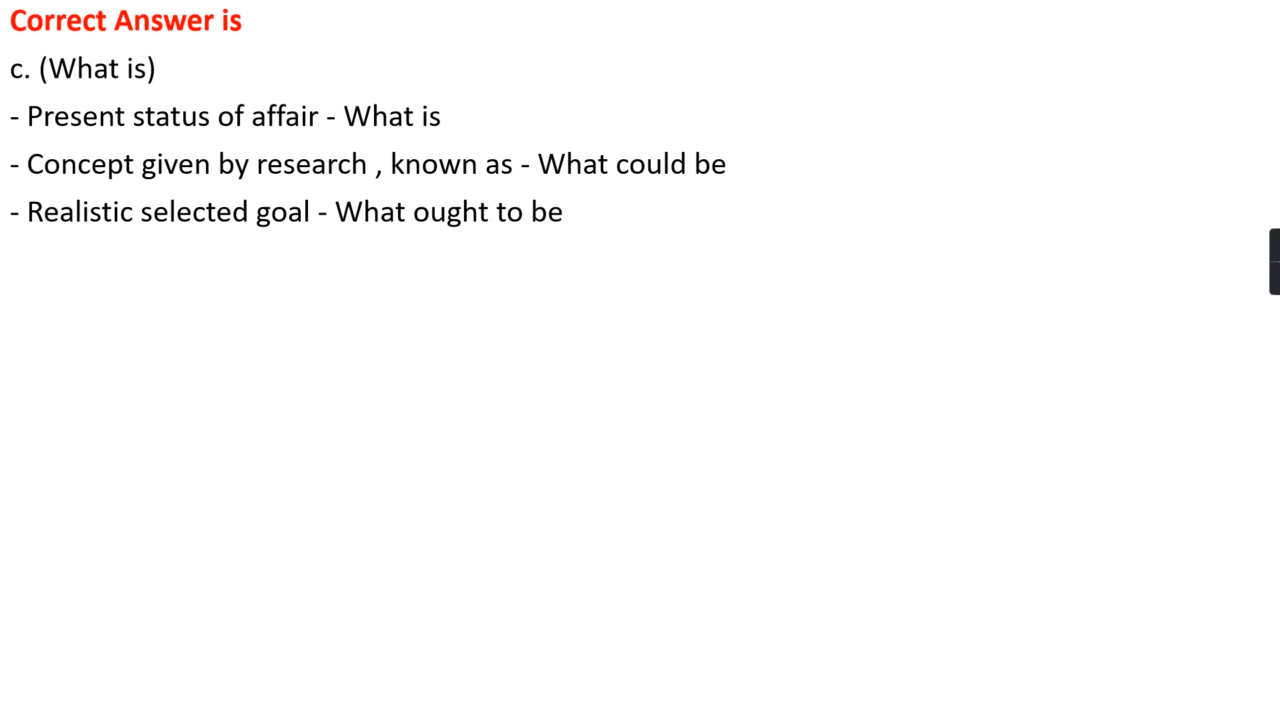 Correct Answer is
c. (What is)
- Present status of affair - What is
- Concept given by research , known as - What could be
- Realistic selected goal - What ought to be